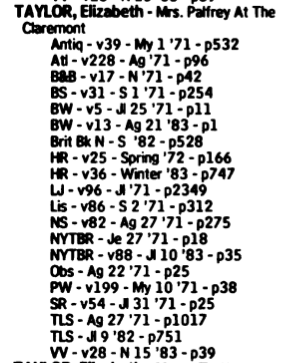 TAYLOR, Elizabeth - Mrs. Palfrey At The
Claremont
Antiq - v39 - My 1 '71 - p532
Atl - v228 - Ag '71 - p96
B&B - v17 - N '71 - p42
BS - v31 - S 1 '71 - p254
BW - v5 - Jl 25 '71 - p11
BW - v13 - Ag 21 '83 - p1
Brit Bk N - S '82 - p528
HR - v25 - Spring '72 - p166
HR - v36 - Winter '83 - p747
LJ - v96 - Jl '71 - p2349
Lis - v86 - S 2 '71 - p312
NS - v82 - Ag 27 '71 - p275
NYTBR - Je 27 '71 - p18
NYTBR - v88 - Jl 10 '83 - p35
Obs - Ag 22 '71 - p25
PW - v199 - My 10 '71 - p38
SR - v54 - Jl 31 '71 - p25
TLS - Ag 27 '71 - p1017
TLS - Jl 9 '82 - p751
VV - v28 - N 15 '83 - p39